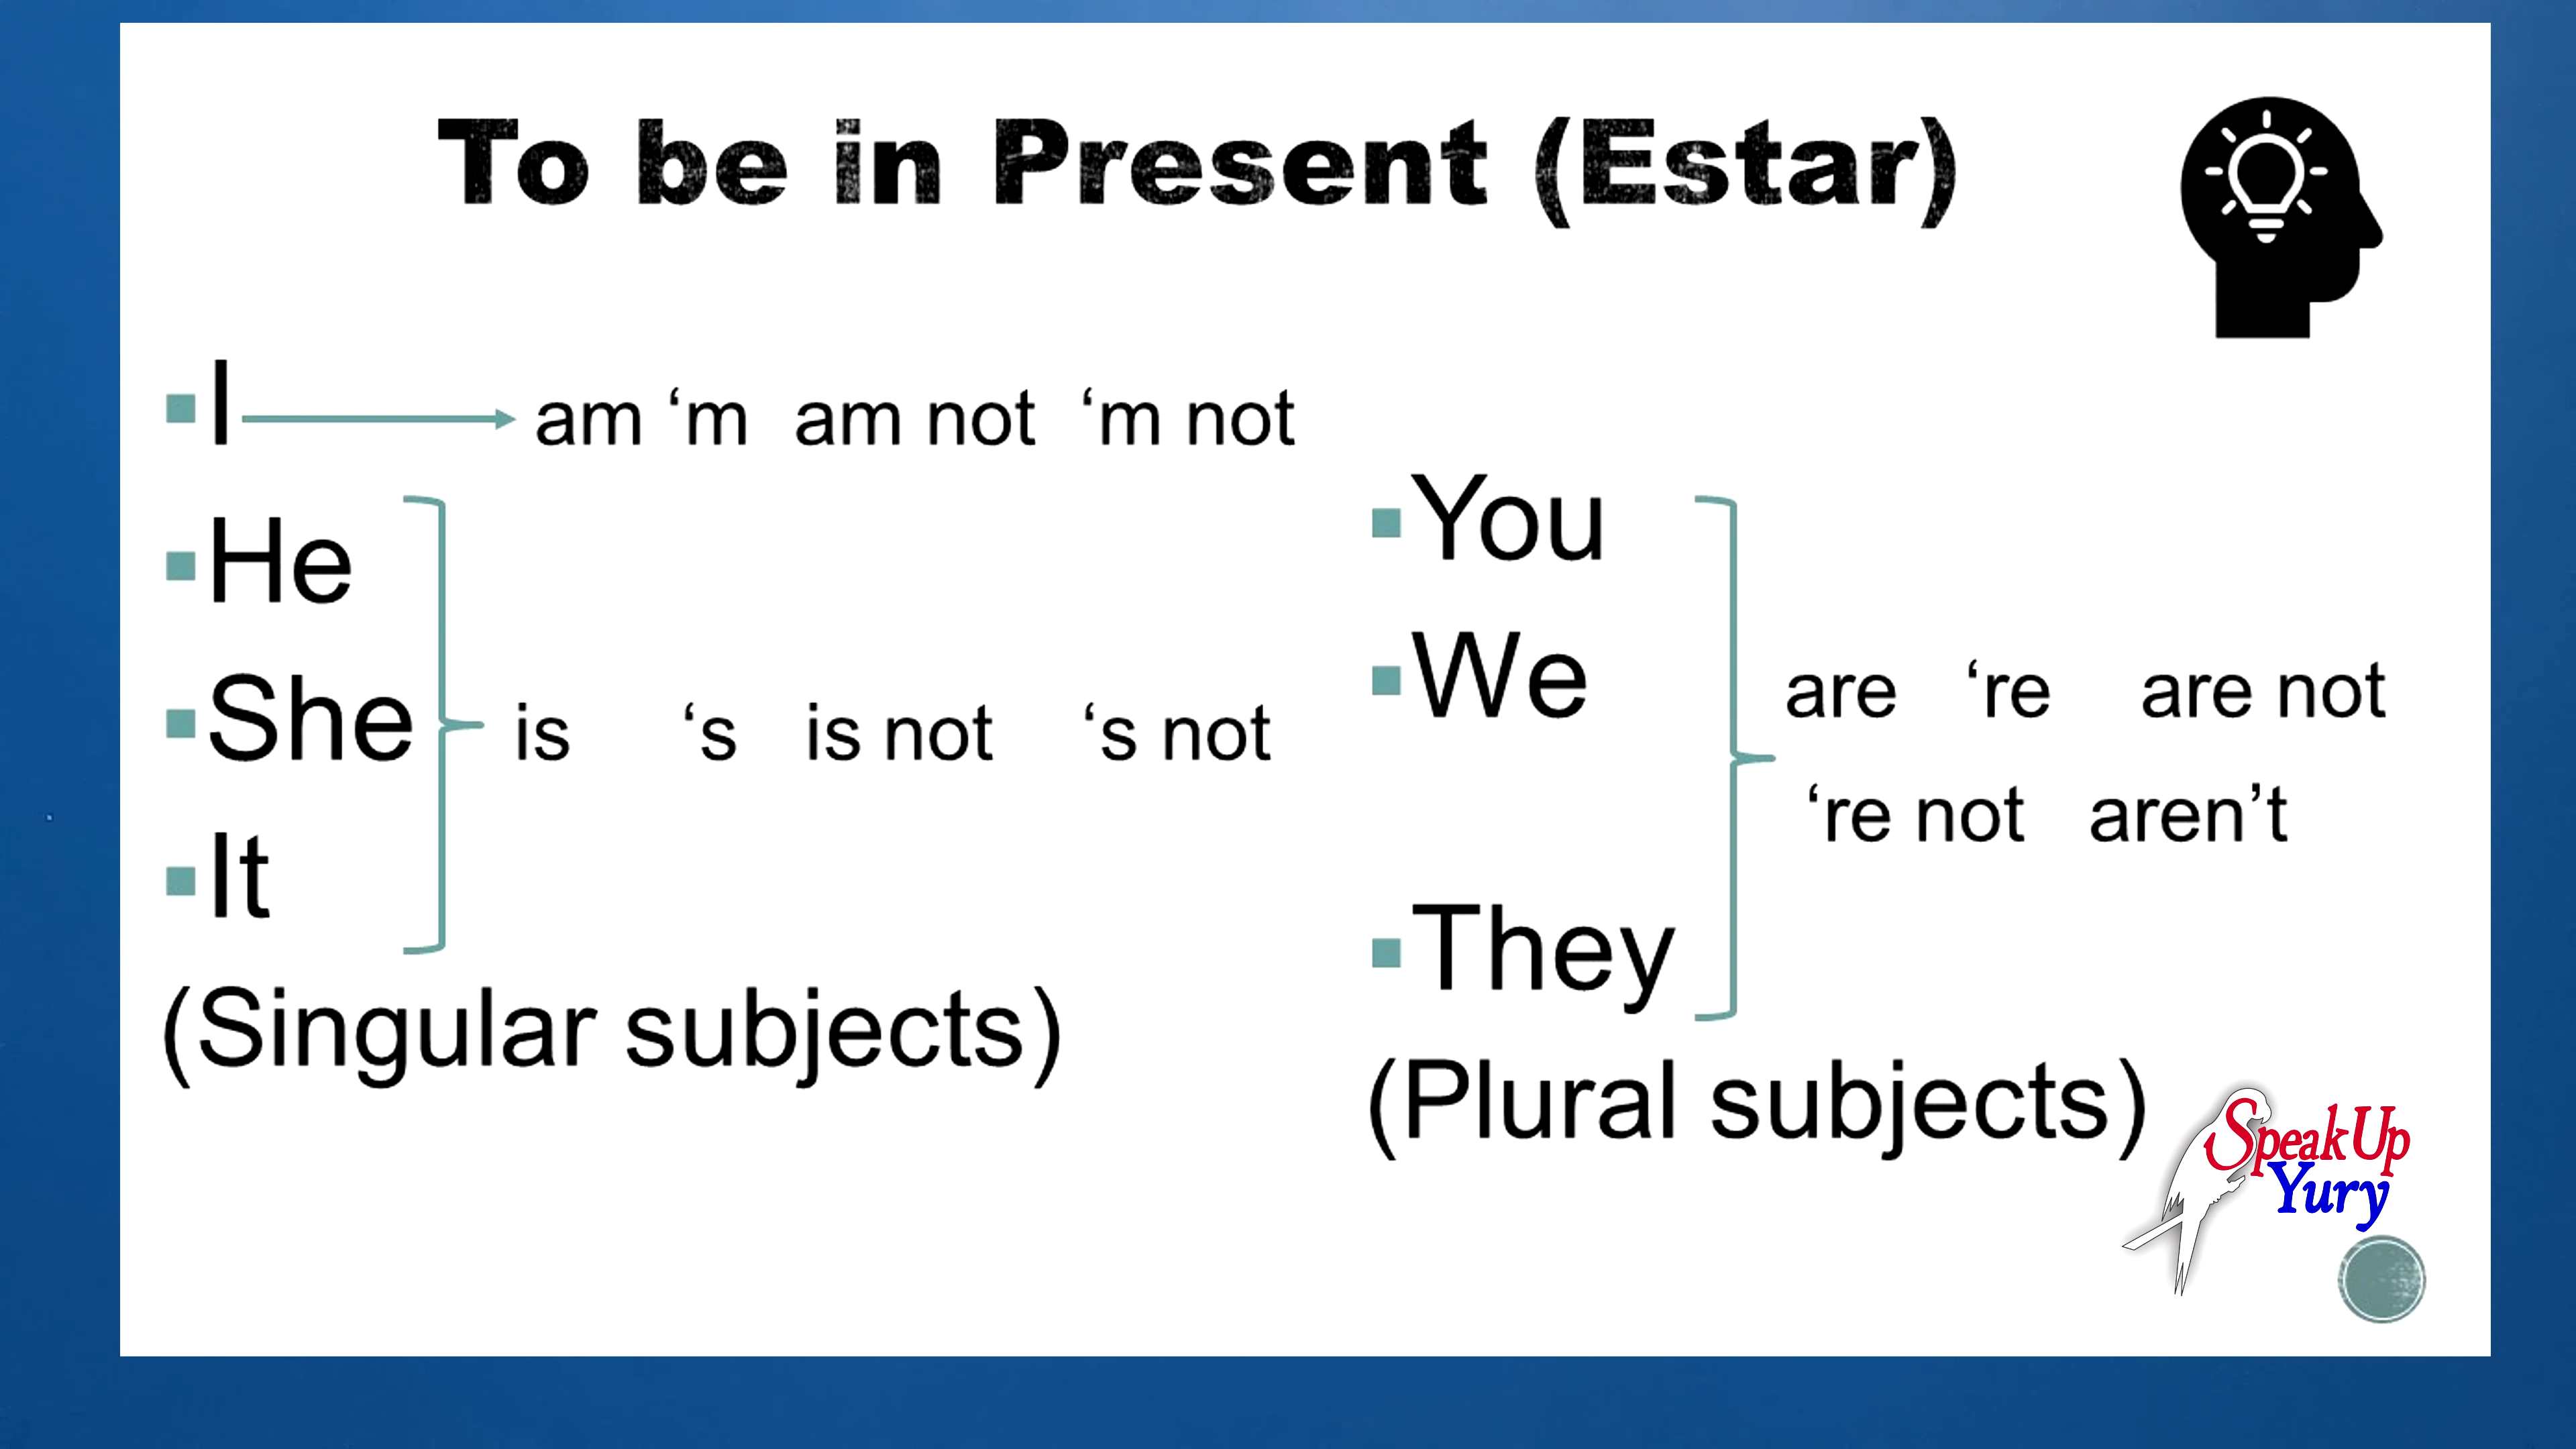 To be in Present (Estar)
I am ‘m am not ‘m not
He
She is ‘s is not ‘s not
It
(Singular subjects)
You
We are ‘re are not
‘re not aren’t
They
(Plural subjects)
SpeakUp
Yury